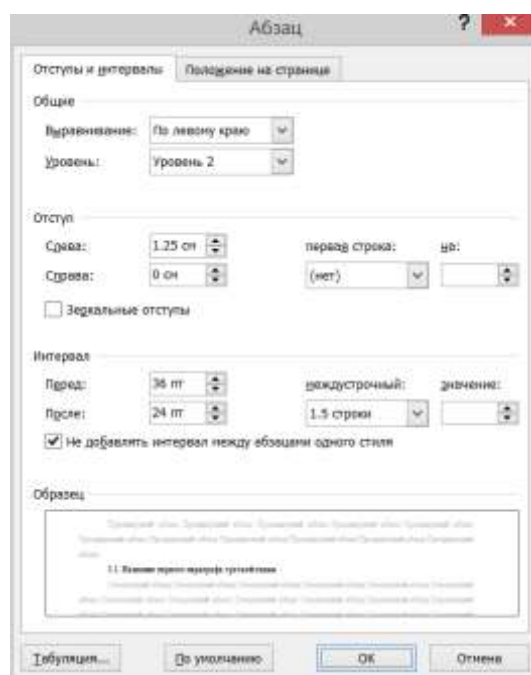 Абзац
?
Отступы и интервалы Положение на странице
Общие
Выравнивание: По левому краю
Уровень: Уровень 2
Отступ
Слева: 1.25 см первая строка: на:
Справа: 0 см (нет)
Зеркальные отступы
Интервал
Перед: 36 пт междустрочный: значение:
После: 24 пт 1.5 строки
Не добавлять интервал между абзацами одного стиля
Образец
Табуляция... По умолчанию ОК Отмена